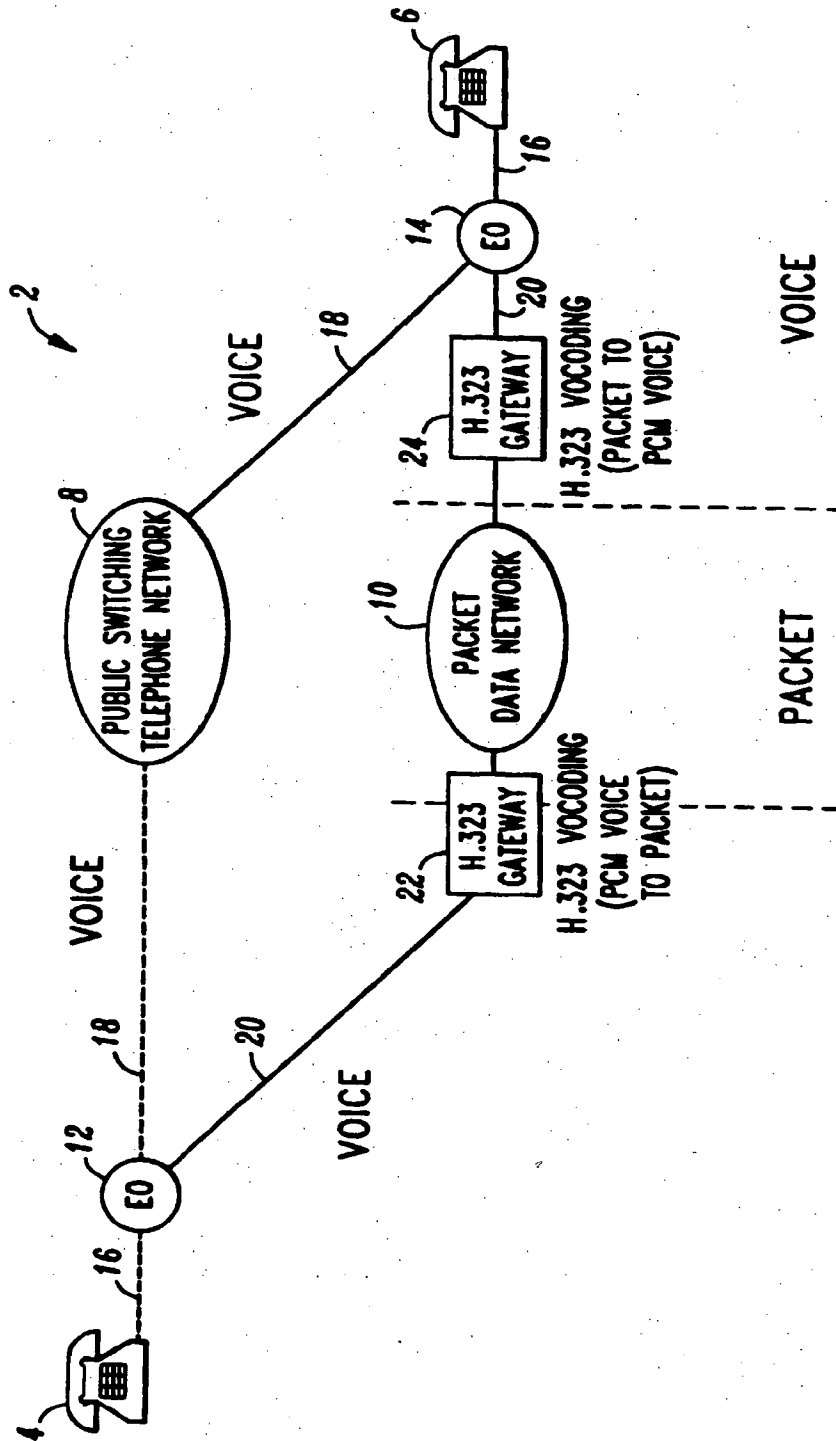 2
4
16
EO
12
18
VOICE
PUBLIC SWITCHING
TELEPHONE NETWORK
8
VOICE
18
14
EO
16
6
20
VOICE
22
H.323
GATEWAY
H.323 VOCODING
(PCM VOICE
TO PACKET)
10
PACKET
DATA NETWORK
24
H.323
GATEWAY
20
H.323 VOCODING
(PACKET TO
PCM VOICE)
PACKET
VOICE